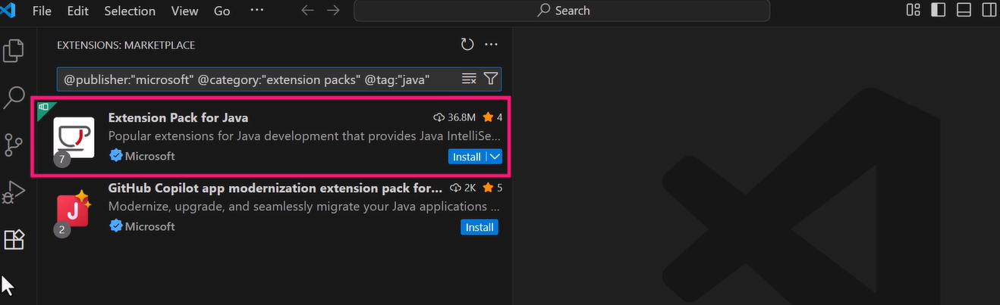 File Edit Selection View Go ... Search
EXTENSIONS: MARKETPLACE
@publisher:"microsoft" @category:"extension packs" @tag:"java"
Extension Pack for Java 36.8M 4
Popular extensions for Java development that provides Java IntelliSe...
7 Microsoft Install
GitHub Copilot app modernization extension pack for... 2K 5
Modernize, upgrade, and seamlessly migrate your Java applications ...
2 Microsoft Install